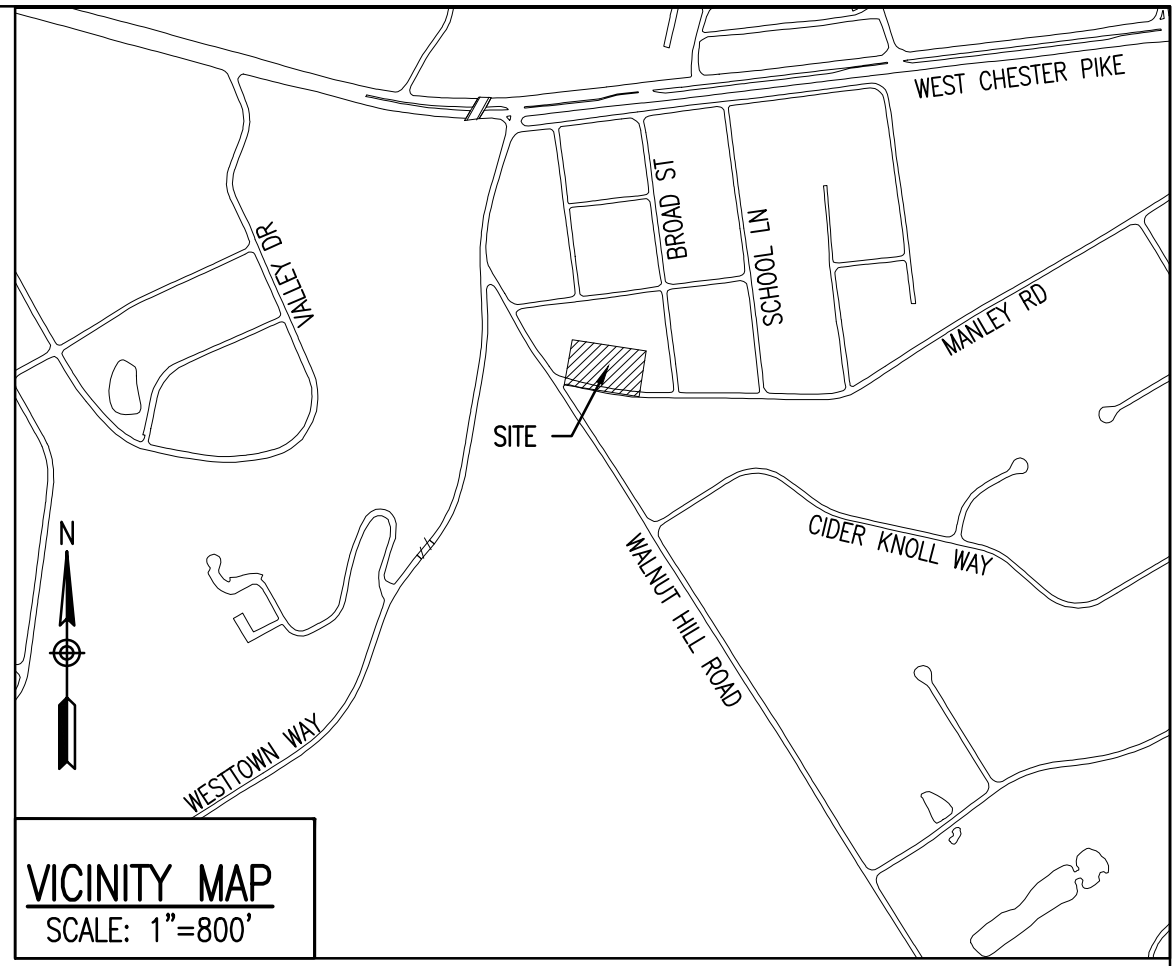 WEST CHESTER PIKE
BROAD ST
SCHOOL LN
VALLEY DR
MANLEY RD
SITE
N
CIDER KNOLL WAY
WALNUT HILL ROAD
WESTTOWN WAY
VICINITY MAP
SCALE: 1"=800'